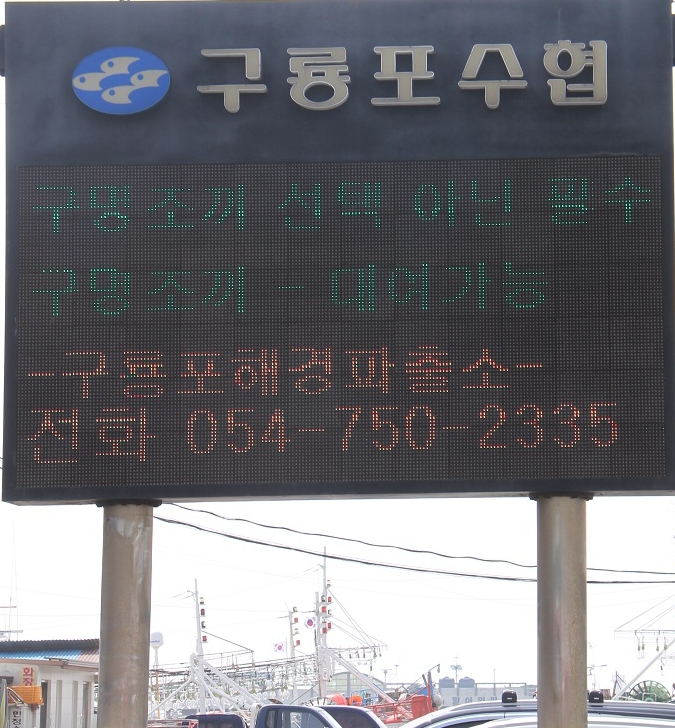 구룡포수협
구명조끼 선택 아닌 필수
구명조끼 - 대여가능
-구룡포해경파출소-
전화 054-750-2335